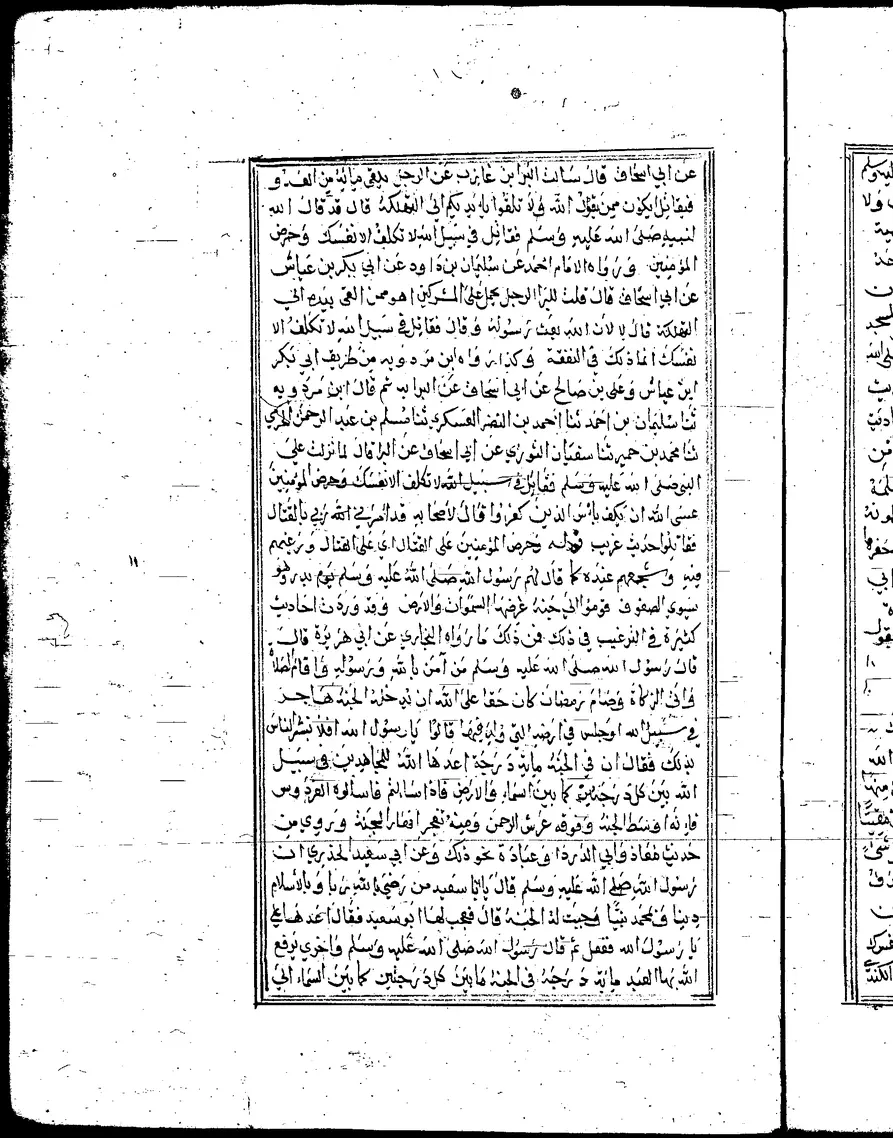 عن ابي اسحاق قال سالت البرا ابن عازب عن الرجل يلقى ماية من العدو
فيقاتل ايكون ممن يقول الله ولا تلقوا بايديكم الى التهلكة قال قد قال الله
لنبيه صلى الله عليه وسلم فقاتل في سبيل الله لا تكلف الا نفسك وحرض
المؤمنين ورواه الامام احمد عن سليمان بن داود عن ابي بكر بن عياش
عن ابي اسحاق قال قلت للبرا الرجل يحمل على المشركين اهو ممن القى بيده الى
التهلكة قال لا لان الله بعث رسوله وقال فقاتل في سبيل الله لا تكلف الا
نفسك انما ذلك في النفقة وكذا رواه ابن مردويه من طريق ابي بكر
ابن عياش وعلي بن صالح عن ابي اسحاق عن البرا به ثم قال ابن مردويه
ثنا سليمان بن احمد ثنا احمد بن النضر العسكري ثنا مسلم بن عبد الرحمن الجرمي
ثنا محمد بن حمير ثنا سفيان الثوري عن ابي اسحاق عن البرا قال لما نزلت على
النبي صلى الله عليه وسلم فقاتل في سبيل الله لا تكلف الا نفسك وحرض المؤمنين
عسى الله ان يكف باس الذين كفروا قال لاصحابه قد امرني الله ربي بالقتال
فقاتلوا حديث غريب قوله وحرض المؤمنين على القتال اي على القتال ورغبهم
فيه وشجعهم عنده كما قال لهم رسول الله صلى الله عليه وسلم يوم بدر وهو
يسوي الصفوف قوموا الى جنة عرضها السموات والارض وقد وردت احاديث
كثيرة في الترغيب في ذلك فمن ذلك ما رواه البخاري عن ابي هريرة قال
قال رسول الله صلى الله عليه وسلم من آمن بالله ورسوله واقام الصلاة
واتى الزكاة وصام رمضان كان حقا على الله ان يدخله الجنة هاجر
في سبيل الله او جلس في ارضه التي ولد فيها قالوا يا رسول الله افلا نبشر الناس
بذلك فقال ان في الجنة ماية درجة اعدها الله للمجاهدين في سبيل
الله بين كل درجتين كما بين السماء والارض فاذا سالتم فاسالوه الفردوس
فانه اوسط الجنة وفوقه عرش الرحمن ومنه تفجر انهار الجنة وروي من
حديث معاذ وابي الدردا وعبادة نحو ذلك وعن ابي سعيد الخدري ان
رسول الله صلى الله عليه وسلم قال يا ابا سعيد من رضي بالله ربا وبالاسلام
دينا وبمحمد نبيا وجبت له الجنة قال فعجب لها ابو سعيد فقال اعدها علي
يا رسول الله ففعل ثم قال رسول الله صلى الله عليه وسلم واخرى يرفع
الله بها العبد ماية درجة في الجنة ما بين كل درجتين كما بين السماء الى